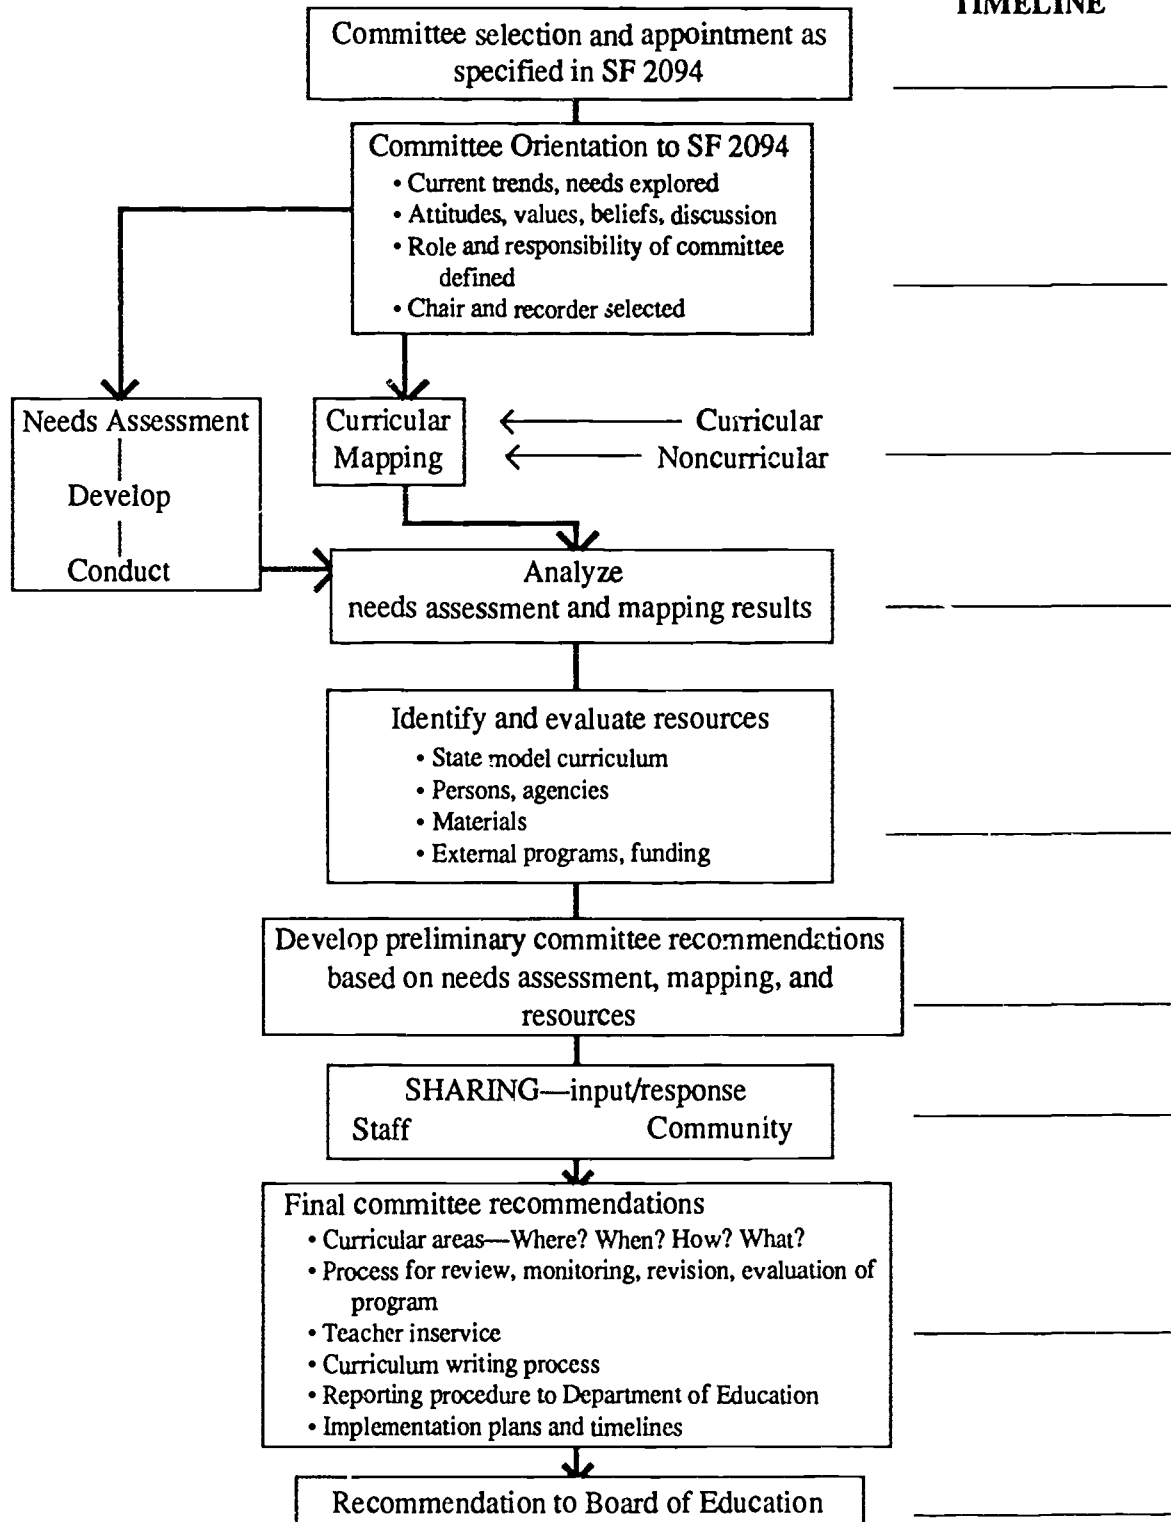 TIMELINE
Committee selection and appointment as
specified in SF 2094
Committee Orientation to SF 2094
• Current trends, needs explored
• Attitudes, values, beliefs, discussion
• Role and responsibility of committee
defined
• Chair and recorder selected
Needs Assessment
Develop
Conduct
Curricular
Mapping
Curricular
Noncurricular
Analyze
needs assessment and mapping results
Identify and evaluate resources
• State model curriculum
• Persons, agencies
• Materials
• External programs, funding
Develop preliminary committee recommendations
based on needs assessment, mapping, and
resources
SHARING—input/response
Staff Community
Final committee recommendations
• Curricular areas—Where? When? How? What?
• Process for review, monitoring, revision, evaluation of
program
• Teacher inservice
• Curriculum writing process
• Reporting procedure to Department of Education
• Implementation plans and timelines
Recommendation to Board of Education